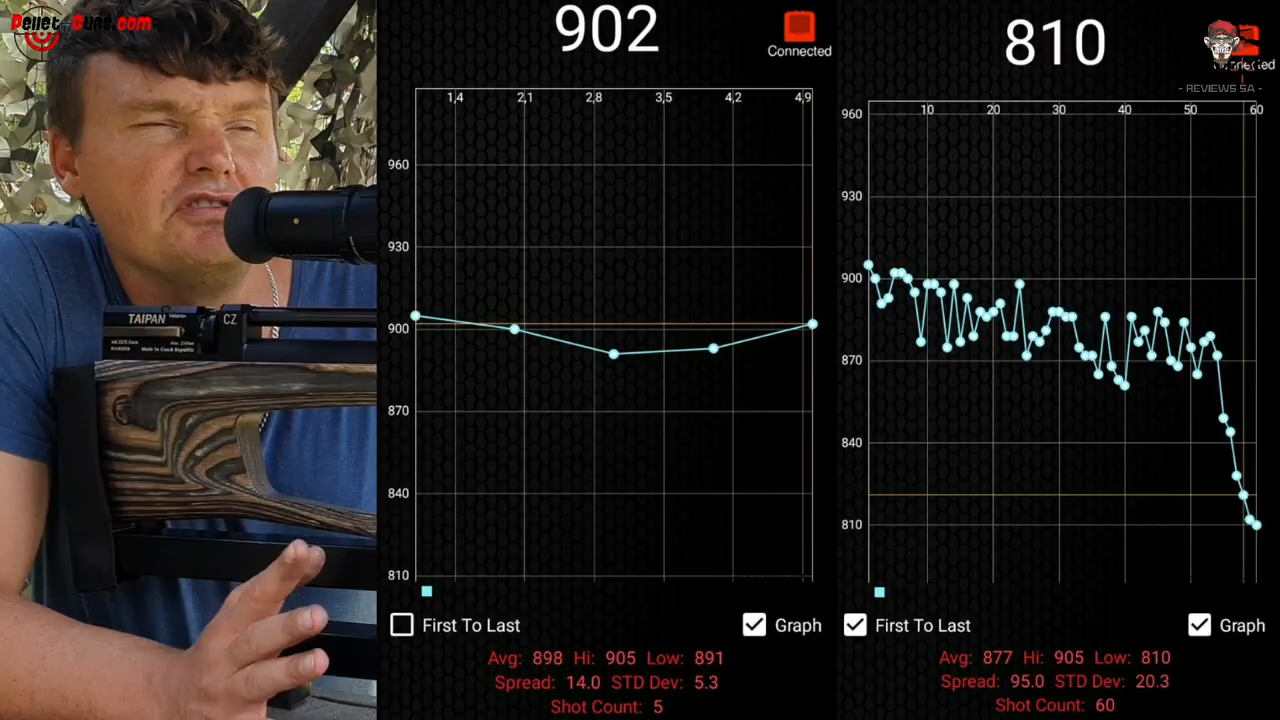 Pellet-Guns.com
TAIPAN Veteran
CZ
Made in Czech Republic
902
Connected
1,4 2,1 2,8 3,5 4,2 4,9
960
930
900
870
840
810
First To Last
Graph
Avg: 898 Hi: 905 Low: 891
Spread: 14.0 STD Dev: 5.3
Shot Count: 5
810
Connected
- REVIEWS SA -
10 20 30 40 50 60
960
930
900
870
840
810
First To Last
Graph
Avg: 877 Hi: 905 Low: 810
Spread: 95.0 STD Dev: 20.3
Shot Count: 60